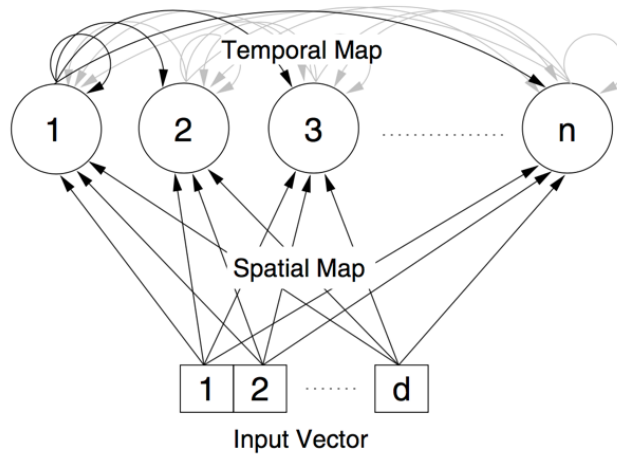 Temporal Map
1 2 3 n
Spatial Map
1 2 d
Input Vector